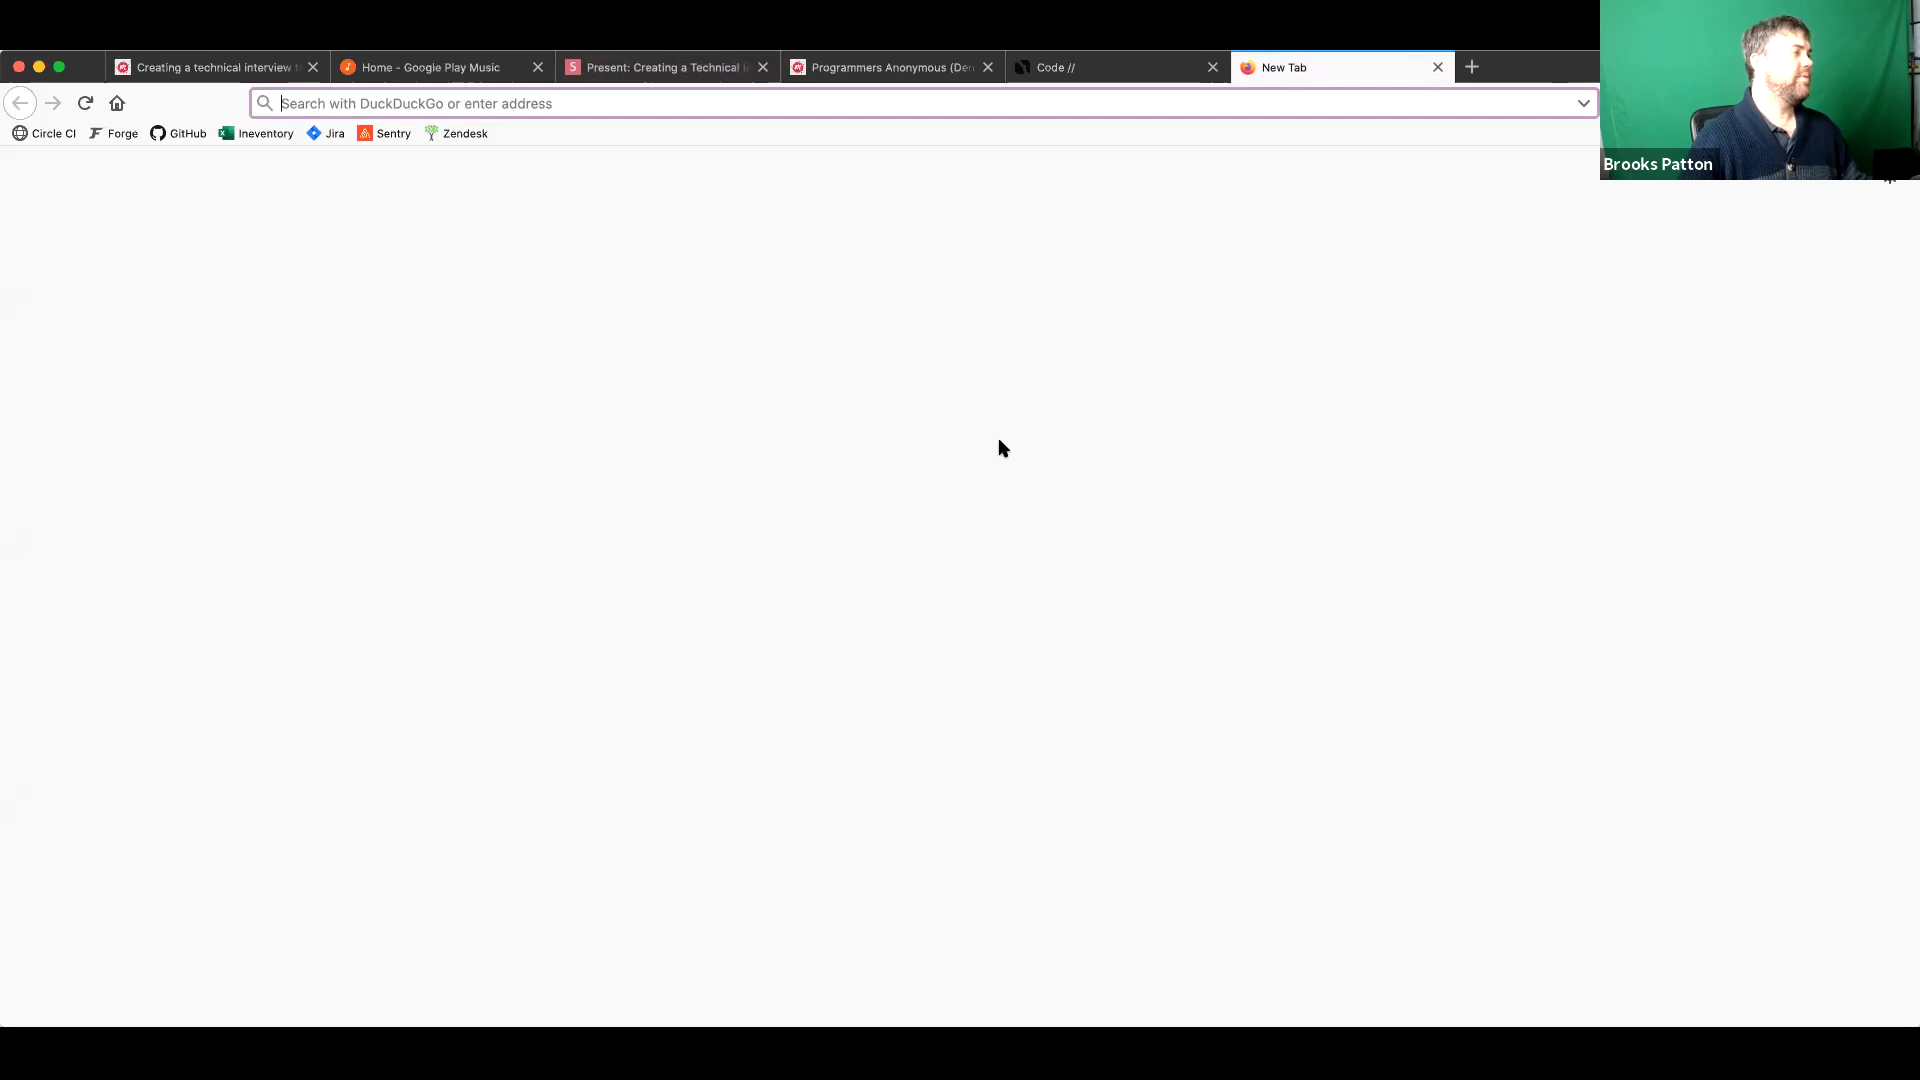 Creating a technical interview
Home - Google Play Music
S
Present: Creating a Technical
Programmers Anonymous (Den
Code //
New Tab
Search with DuckDuckGo or enter address
Circle CI
Forge
GitHub
Ineventory
Jira
Sentry
Zendesk
Brooks Patton